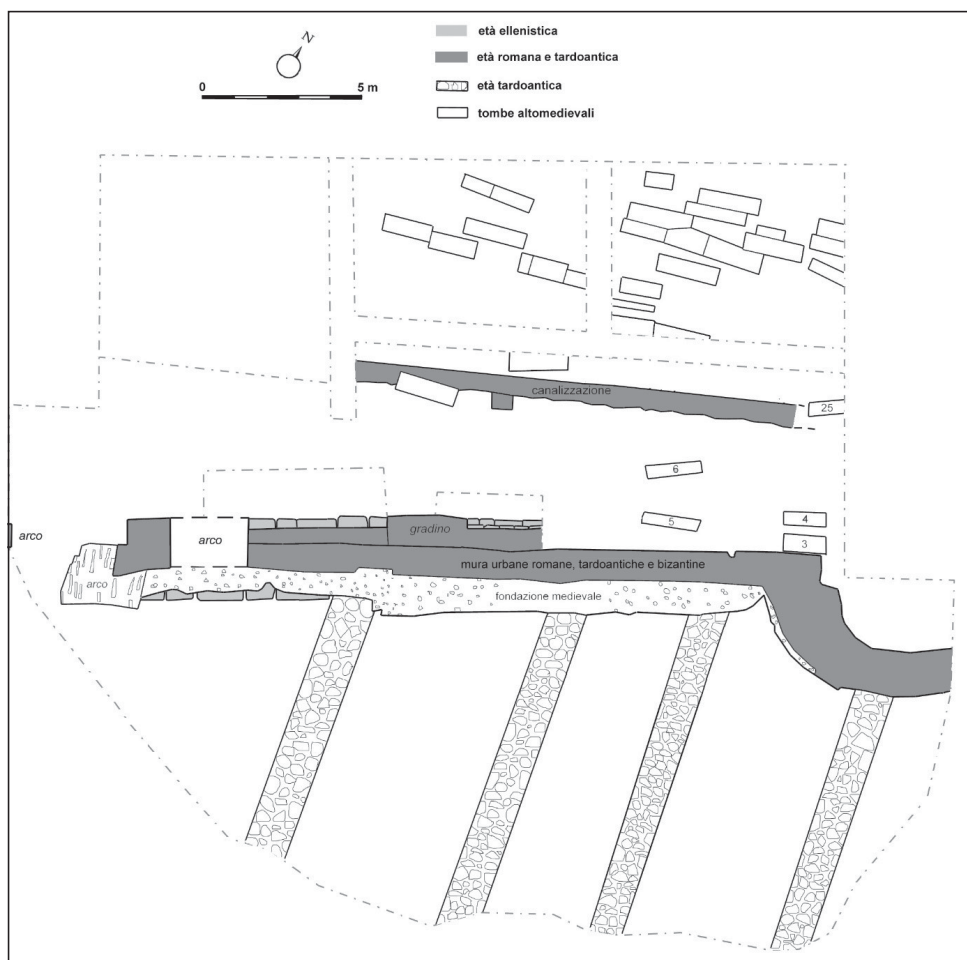 età ellenistica
N
età romana e tardoantica
0 5 m
età tardoantica
tombe altomedievali
canalizzazione
25
6
5
4
gradino
arco
arco
3
mura urbane romane, tardoantiche e bizantine
arco
fondazione medievale